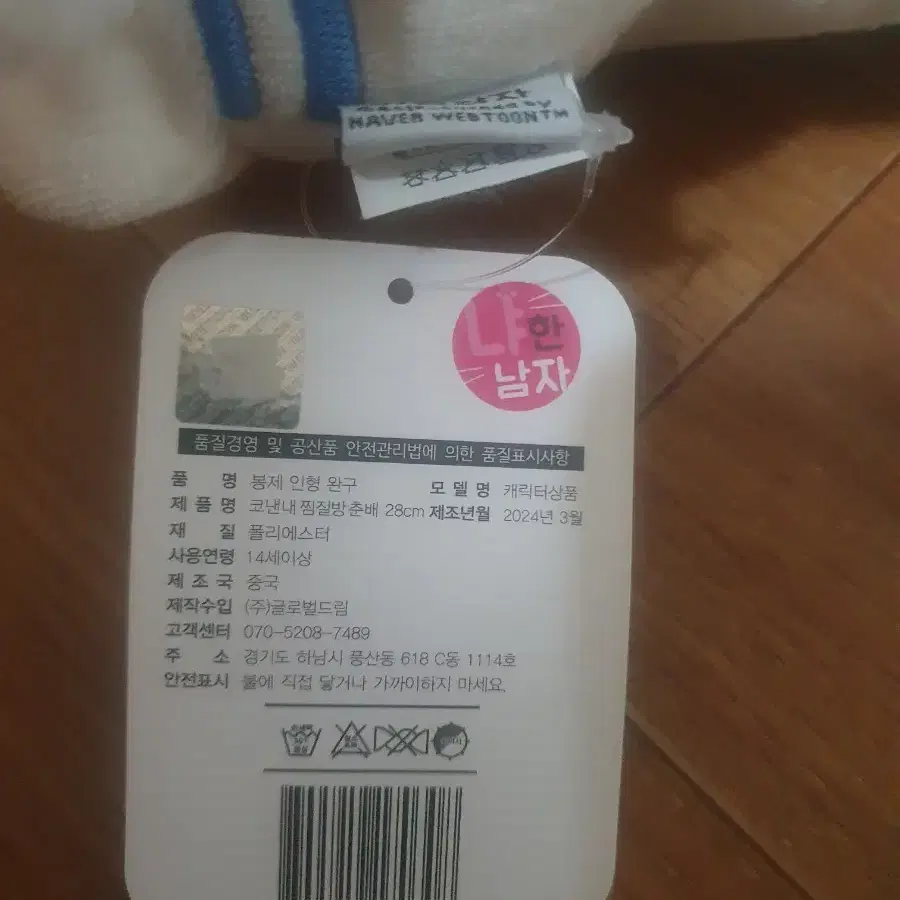 NAVER WEBTOON™
냐한
남자
품질경영 및 공산품 안전관리법에 의한 품질표시사항
품 명 봉제 인형 완구 모 델 명 캐릭터상품
제 품 명 코낸내 찜질방 춘배 28cm 제조년월 2024년 3월
재 질 폴리에스터
사용연령 14세이상
제 조 국 중국
제작수입 (주)글로벌드림
고객센터 070-5208-7489
주 소 경기도 하남시 풍산동 618 C동 1114호
안전표시 불에 직접 닿거나 가까이하지 마세요.